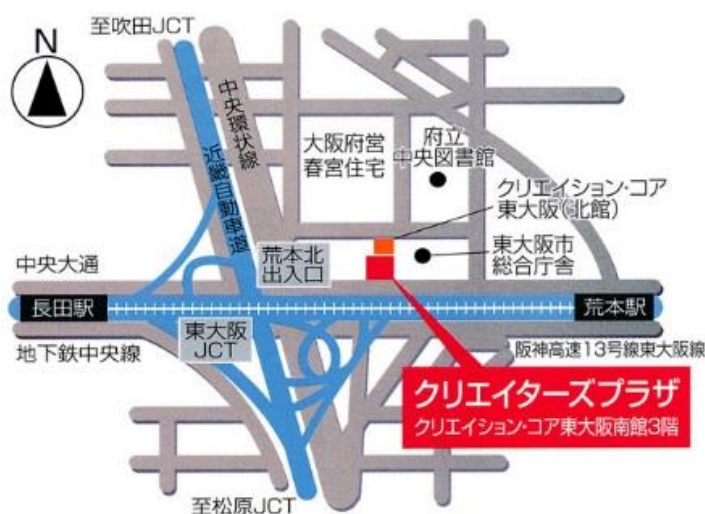 至吹田JCT
N
中央環状線
近畿自動車道
大阪府営
春宮住宅
府立
中央図書館
クリエイション・コア
東大阪(北館)
荒本北
出入口
東大阪市
総合庁舎
中央大通
長田駅
荒本駅
地下鉄中央線
東大阪
JCT
阪神高速13号線東大阪線
クリエイターズプラザ
クリエイション・コア東大阪南館3階
至松原JCT